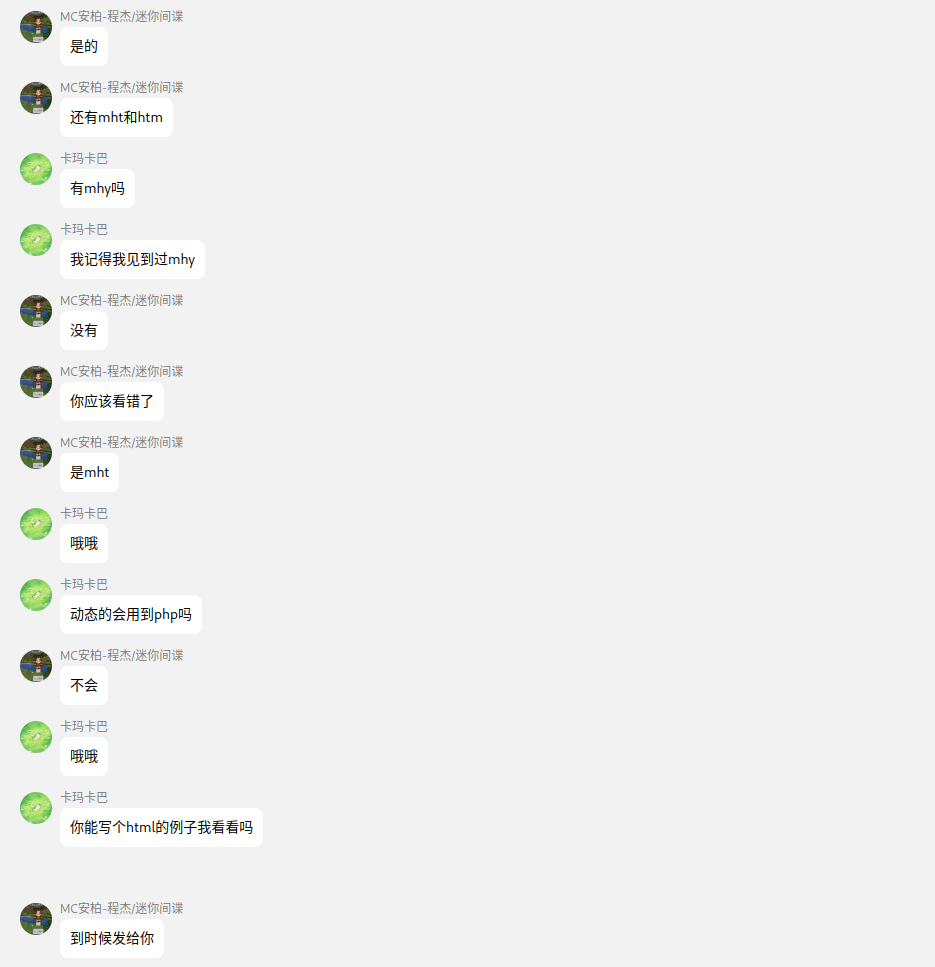 MC安柏-程杰/迷你间谍
是的
MC安柏-程杰/迷你间谍
还有mht和htm
卡玛卡巴
有mhy吗
卡玛卡巴
我记得我见到过mhy
MC安柏-程杰/迷你间谍
没有
MC安柏-程杰/迷你间谍
你应该看错了
MC安柏-程杰/迷你间谍
是mht
卡玛卡巴
哦哦
卡玛卡巴
动态的会用到php吗
MC安柏-程杰/迷你间谍
不会
卡玛卡巴
哦哦
卡玛卡巴
你能写个html的例子我看看吗
MC安柏-程杰/迷你间谍
到时候发给你